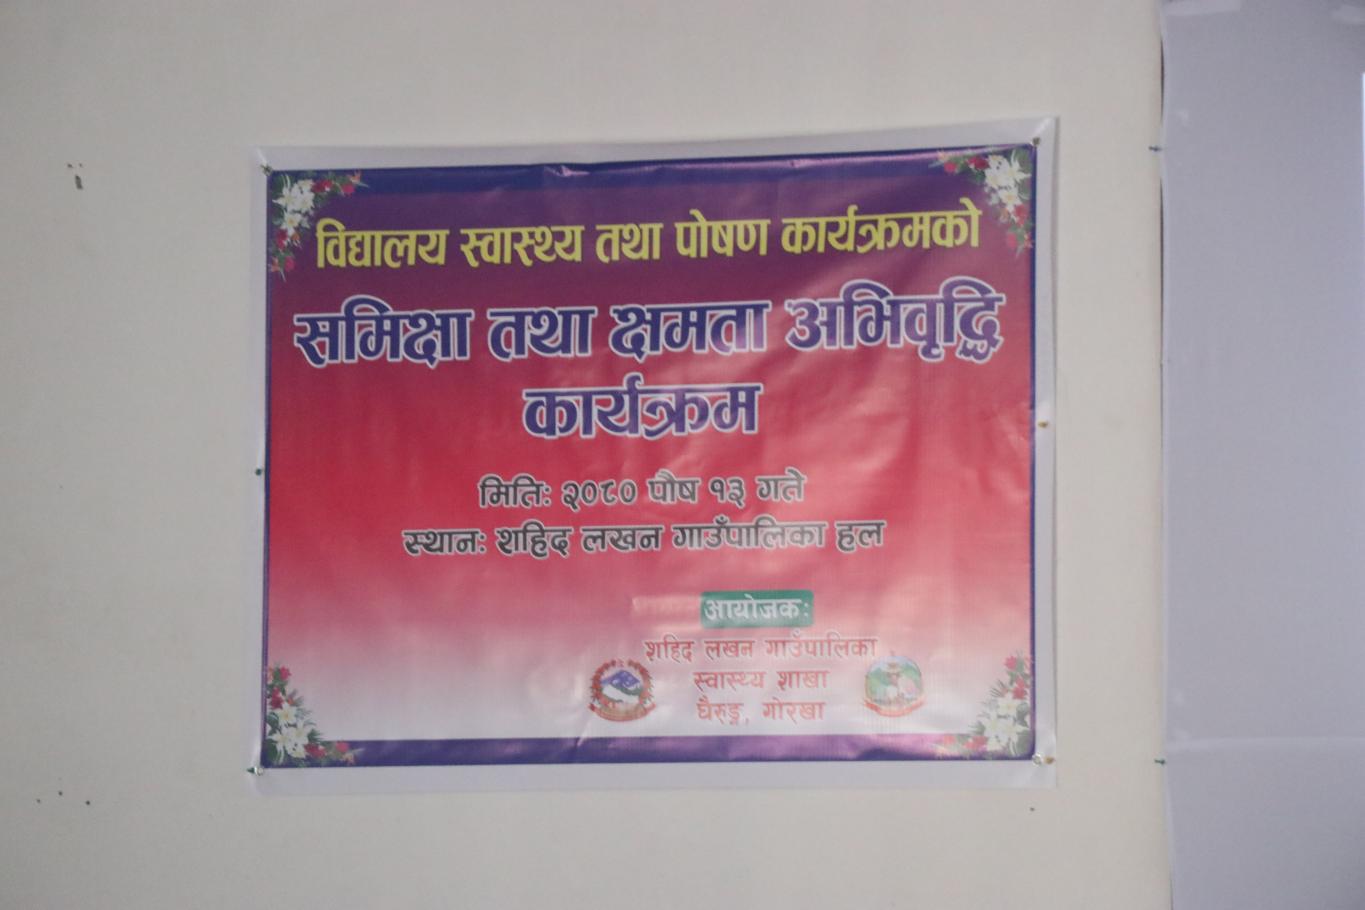 विद्यालय स्वास्थ्य तथा पोषण कार्यक्रमको
समिक्षा तथा क्षमता अभिवृद्धि
कार्यक्रम
मितिः २०८० पौष १३ गते
स्थानः शहिद लखन गाउँपालिका हल
आयोजकः
शहिद लखन गाउँपालिका
स्वास्थ्य शाखा
घैरुङ्ग, गोरखा